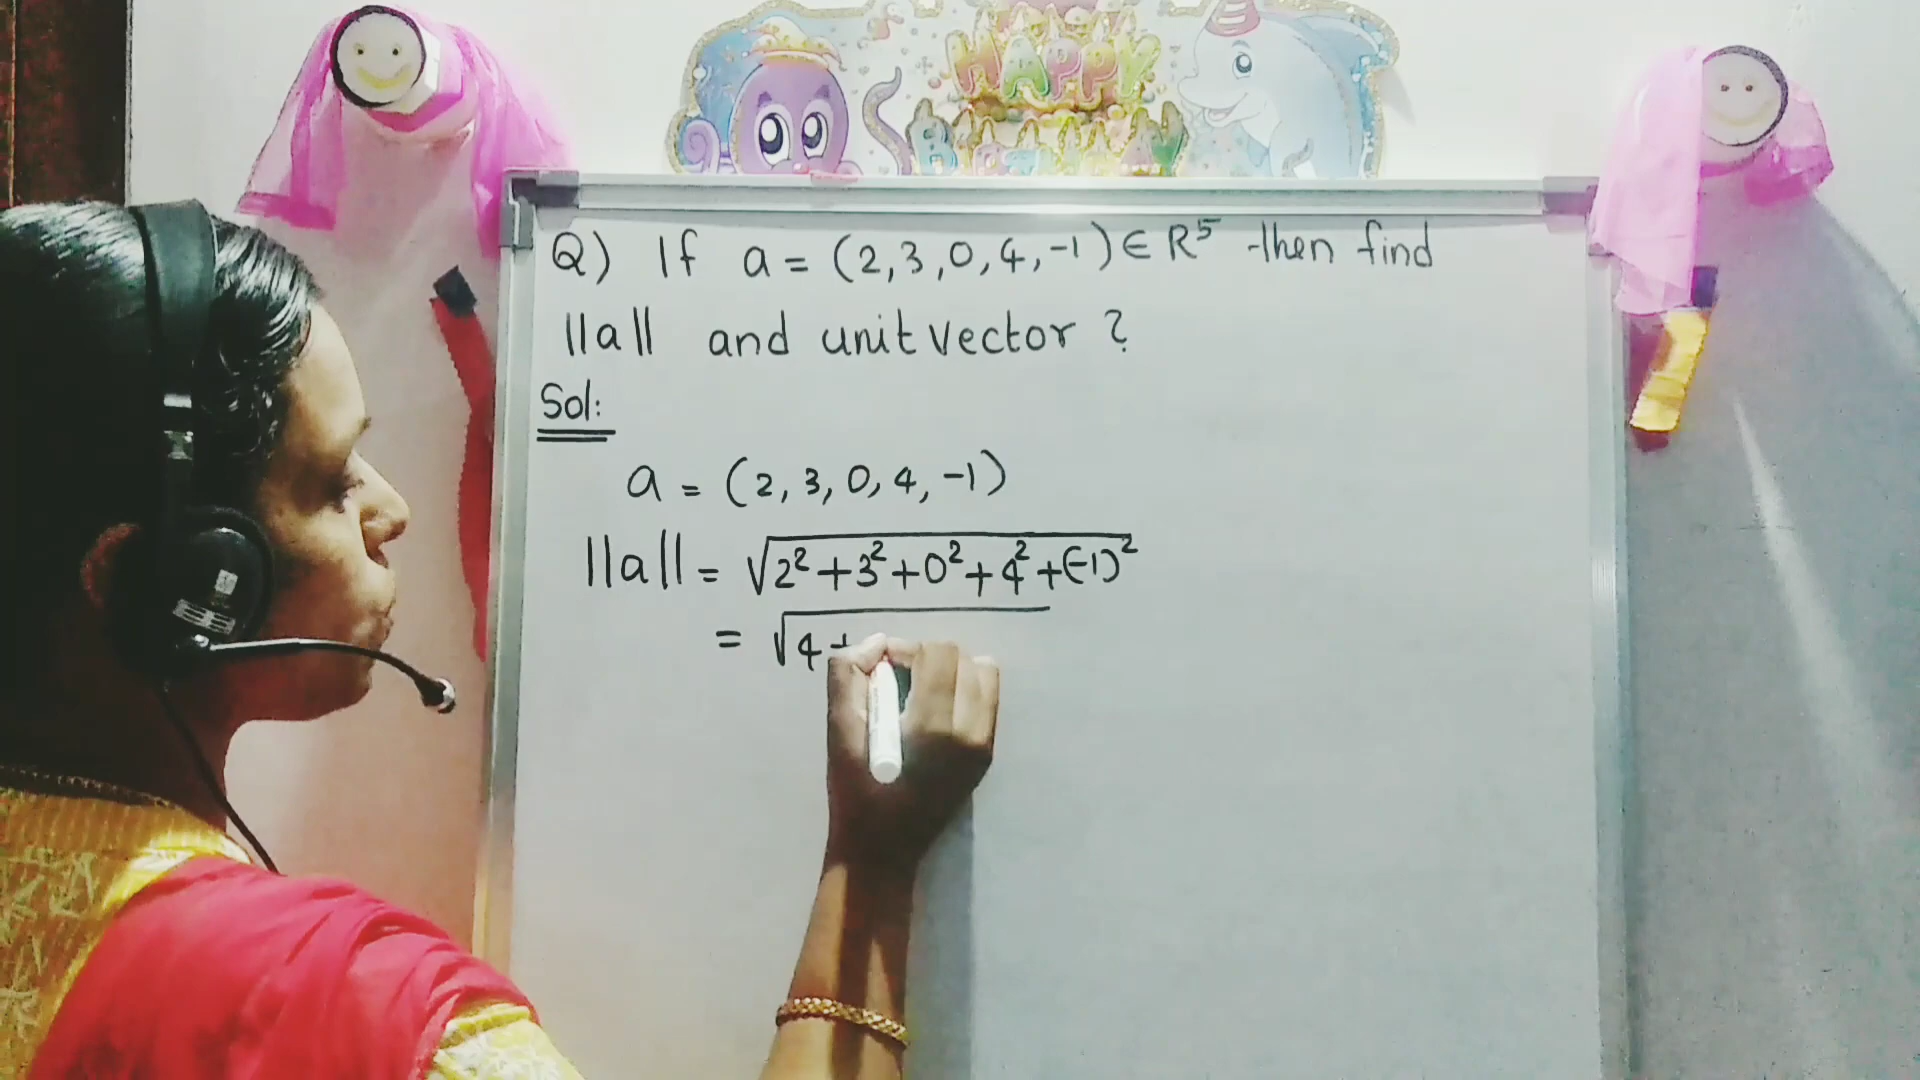 HAPPY
BIRTHDAY
Q) If a = (2,3,0,4,-1) ∈ R⁵ then find
||a|| and unit vector ?
Sol:
a = (2, 3, 0, 4, -1)
||a|| = √2² + 3² + 0² + 4² + (-1)²
= √4 +